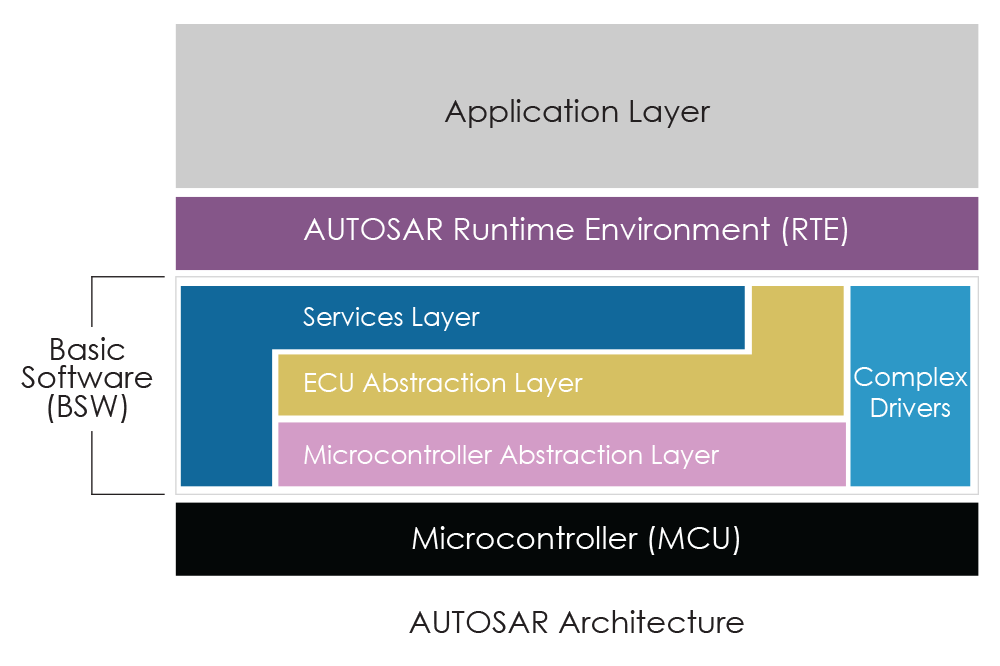 Application Layer
AUTOSAR Runtime Environment (RTE)
Basic
Software
(BSW)
Services Layer
ECU Abstraction Layer
Microcontroller Abstraction Layer
Complex
Drivers
Microcontroller (MCU)
AUTOSAR Architecture